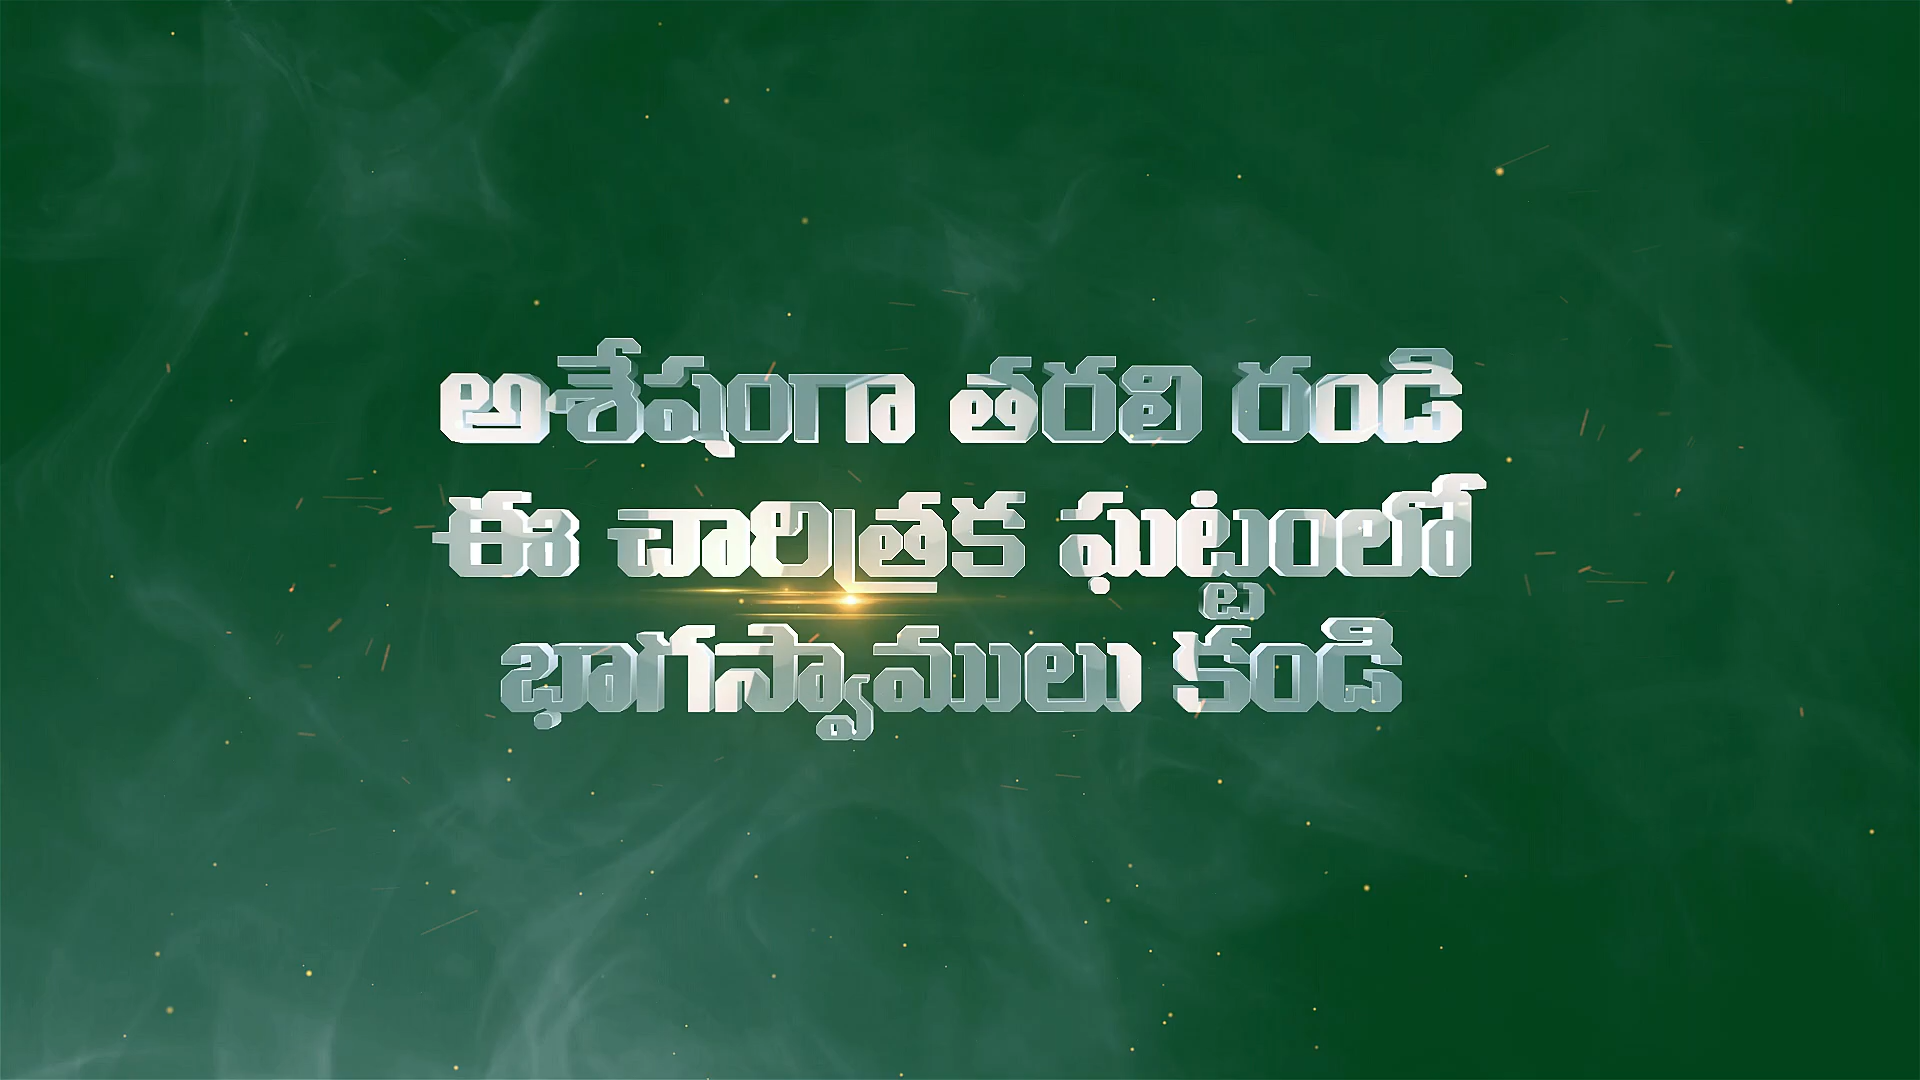 అశేషంగా తరలి రండి
ఈ చారిత్రక ఘట్టంలో
భాగస్వాములు కండి